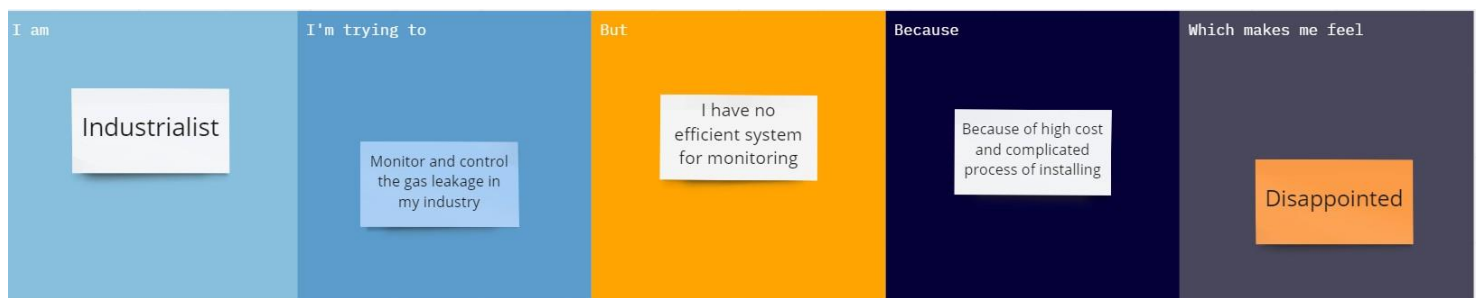 I am
Industrialist
I'm trying to
Monitor and control
the gas leakage in
my industry
But
I have no
efficient system
for monitoring
Because
Because of high cost
and complicated
process of installing
Which makes me feel
Disappointed